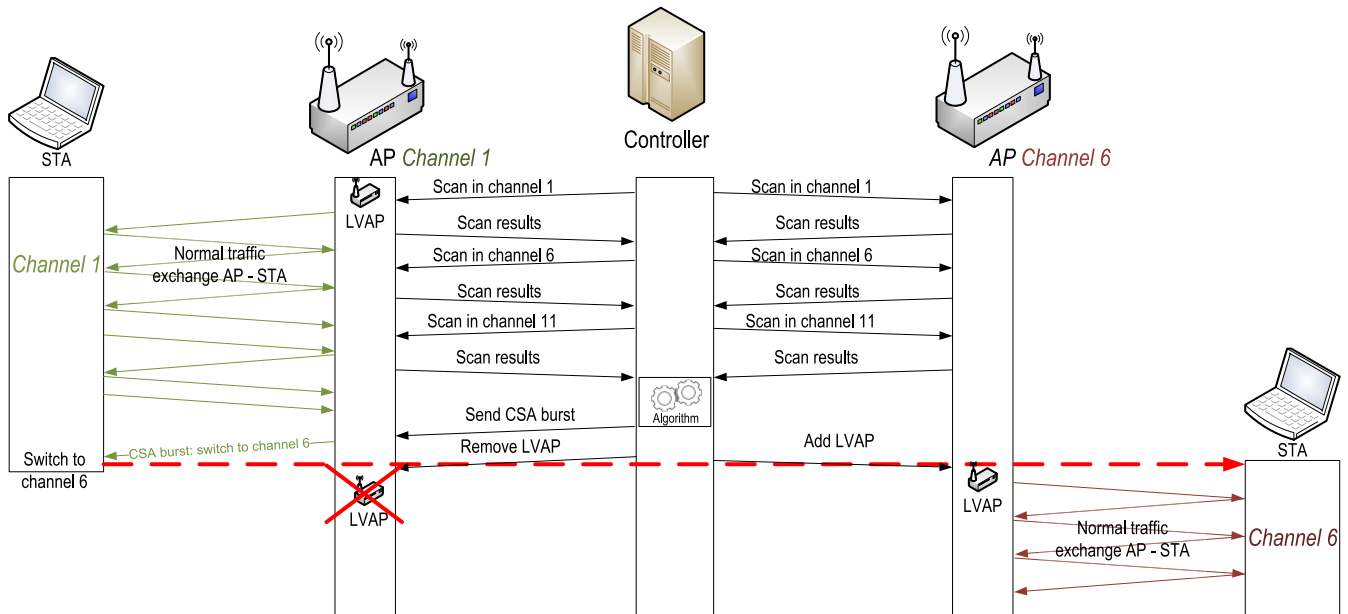 STA
AP Channel 1
Controller
AP Channel 6
LVAP
Scan in channel 1
Scan in channel 1
Scan results
Scan results
Channel 1
Normal traffic
exchange AP - STA
Scan in channel 6
Scan in channel 6
Scan results
Scan results
Scan in channel 11
Scan in channel 11
Scan results
Scan results
Algorithm
Send CSA burst
CSA burst: switch to channel 6
Remove LVAP
Add LVAP
STA
Switch to
channel 6
LVAP
LVAP
Normal traffic
exchange AP - STA
Channel 6